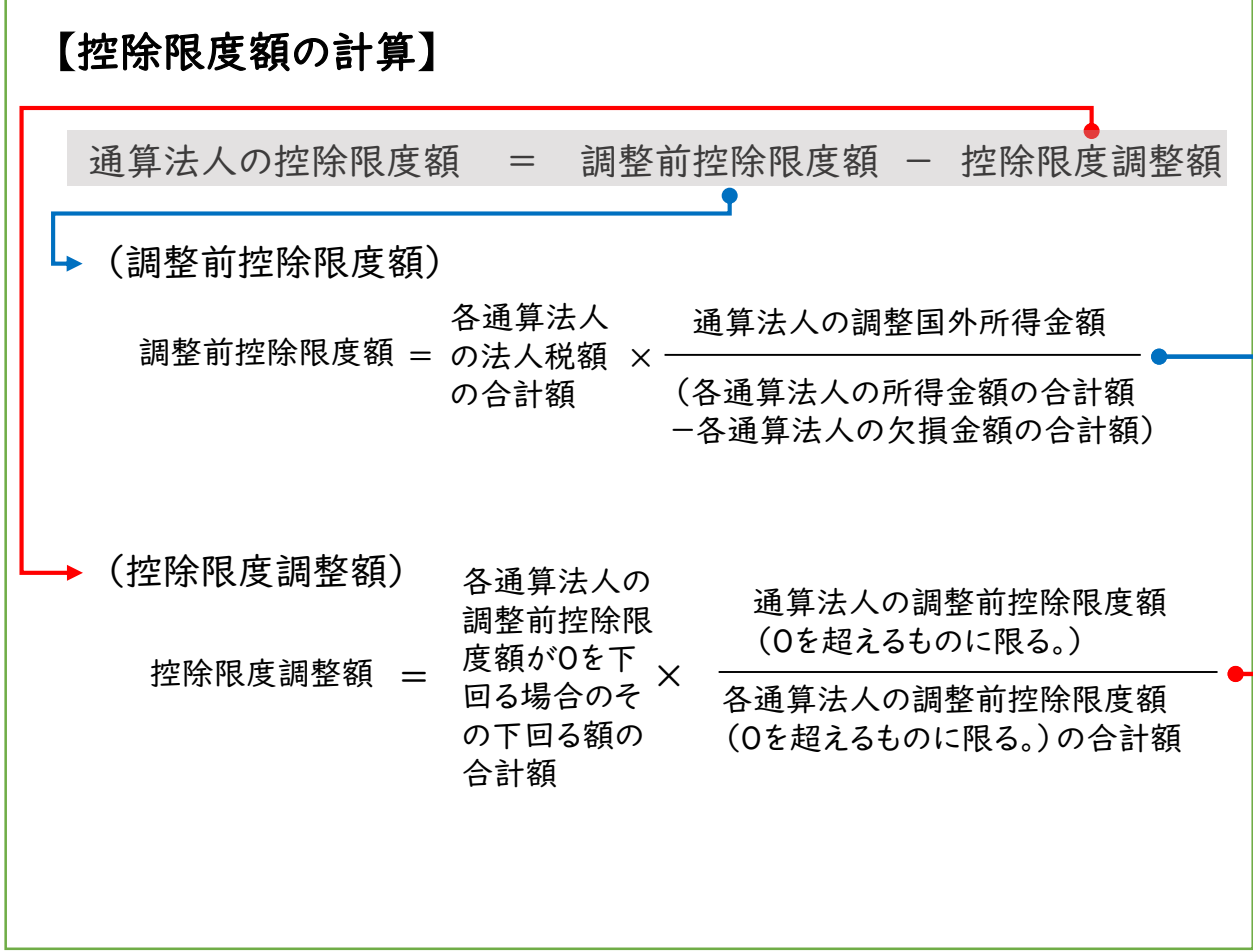 【控除限度額の計算】
通算法人の控除限度額 ＝ 調整前控除限度額 － 控除限度調整額
（調整前控除限度額）
調整前控除限度額 ＝
各通算法人
の法人税額
の合計額
×
通算法人の調整国外所得金額
（各通算法人の所得金額の合計額
－各通算法人の欠損金額の合計額）
（控除限度調整額）
控除限度調整額 ＝
各通算法人の
調整前控除限
度額が0を下
回る場合のそ
の下回る額の
合計額
×
通算法人の調整前控除限度額
（0を超えるものに限る。）
各通算法人の調整前控除限度額
（0を超えるものに限る。）の合計額